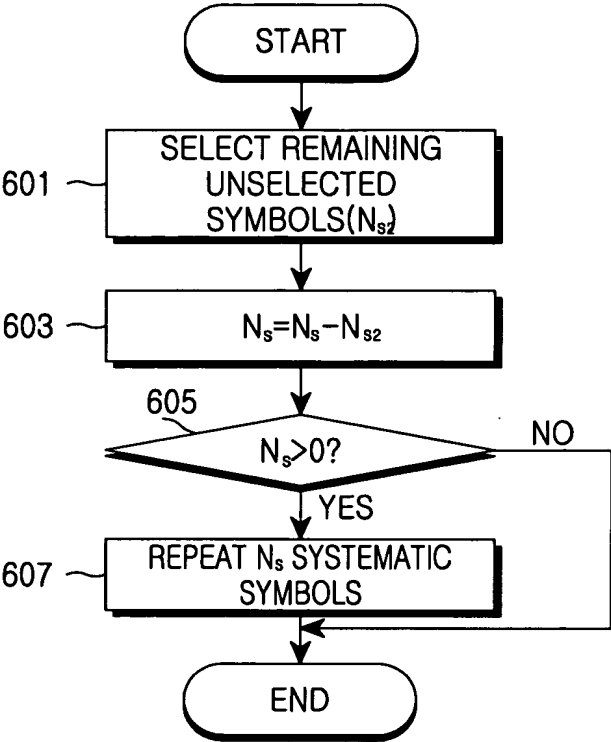 START
601
SELECT REMAINING
UNSELECTED
SYMBOLS(Ns2)
603
Ns=Ns−Ns2
605
Ns>0?
NO
YES
607
REPEAT Ns SYSTEMATIC
SYMBOLS
END